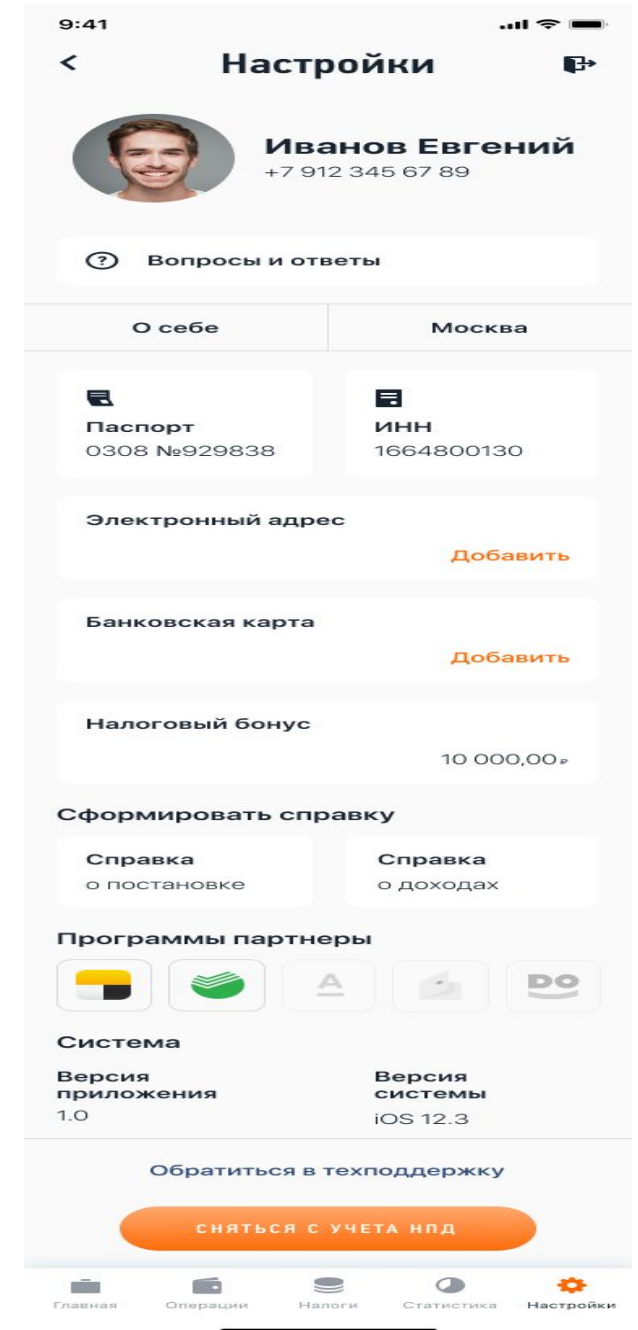 9:41
Настройки
Иванов Евгений
+7 912 345 67 89
Вопросы и ответы
О себе
Москва
Паспорт
0308 №929838
ИНН
1664800130
Электронный адрес
Добавить
Банковская карта
Добавить
Налоговый бонус
10 000,00₽
Сформировать справку
Справка
о постановке
Справка
о доходах
Программы партнеры
A
DO
Система
Версия
приложения
1.0
Версия
системы
iOS 12.3
Обратиться в техподдержку
СНЯТЬСЯ С УЧЕТА НПД
Главная
Операции
Налоги
Статистика
Настройки